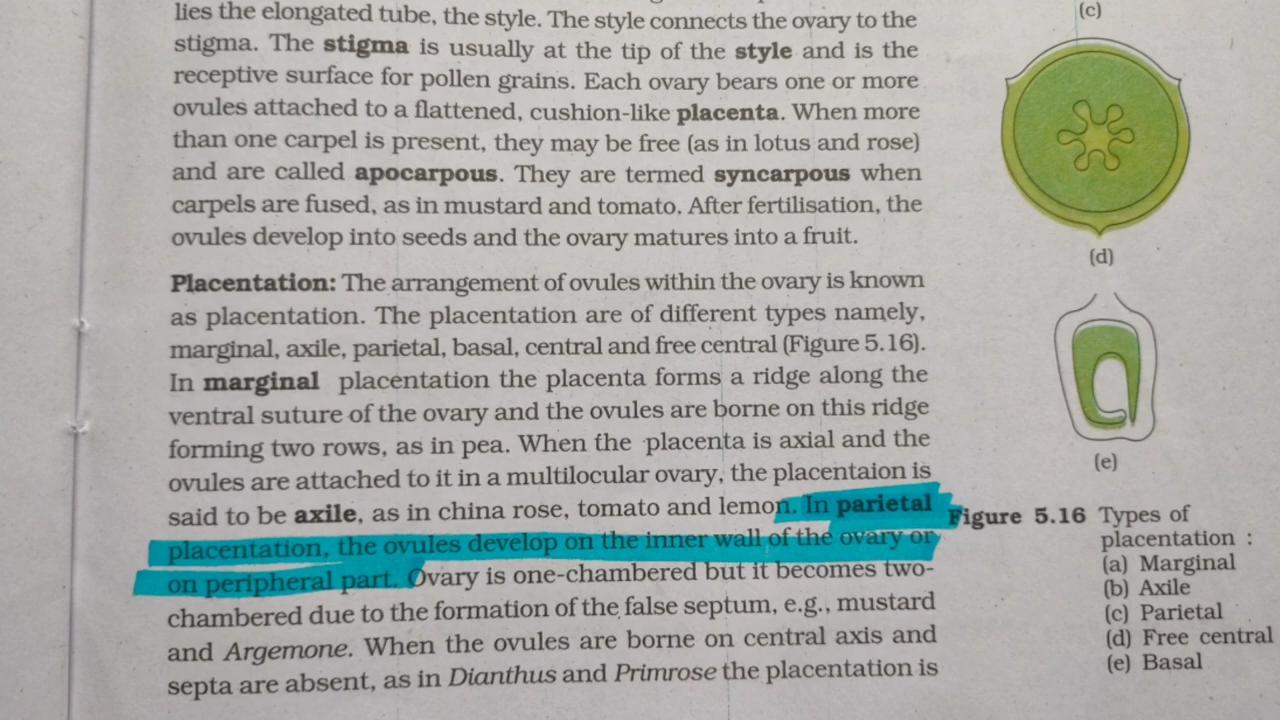 lies the elongated tube, the style. The style connects the ovary to the
stigma. The stigma is usually at the tip of the style and is the
receptive surface for pollen grains. Each ovary bears one or more
ovules attached to a flattened, cushion-like placenta. When more
than one carpel is present, they may be free (as in lotus and rose)
and are called apocarpous. They are termed syncarpous when
carpels are fused, as in mustard and tomato. After fertilisation, the
ovules develop into seeds and the ovary matures into a fruit.
Placentation: The arrangement of ovules within the ovary is known
as placentation. The placentation are of different types namely,
marginal, axile, parietal, basal, central and free central (Figure 5.16).
In marginal placentation the placenta forms a ridge along the
ventral suture of the ovary and the ovules are borne on this ridge
forming two rows, as in pea. When the placenta is axial and the
ovules are attached to it in a multilocular ovary, the placentaion is
said to be axile, as in china rose, tomato and lemon. In parietal
placentation, the ovules develop on the inner wall of the ovary or
on peripheral part. Ovary is one-chambered but it becomes two-
chambered due to the formation of the false septum, e.g., mustard
and Argemone. When the ovules are borne on central axis and
septa are absent, as in Dianthus and Primrose the placentation is
(c)
(d)
(e)
Figure 5.16 Types of
placentation :
(a) Marginal
(b) Axile
(c) Parietal
(d) Free central
(e) Basal